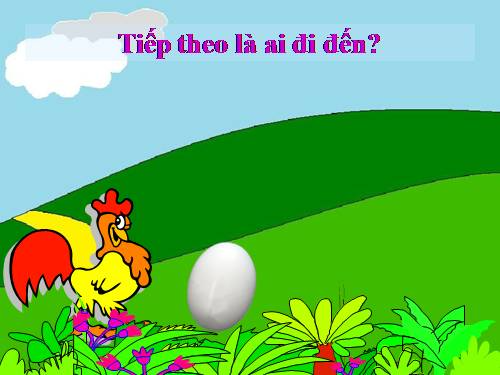 Tiếp theo là ai đi đến?